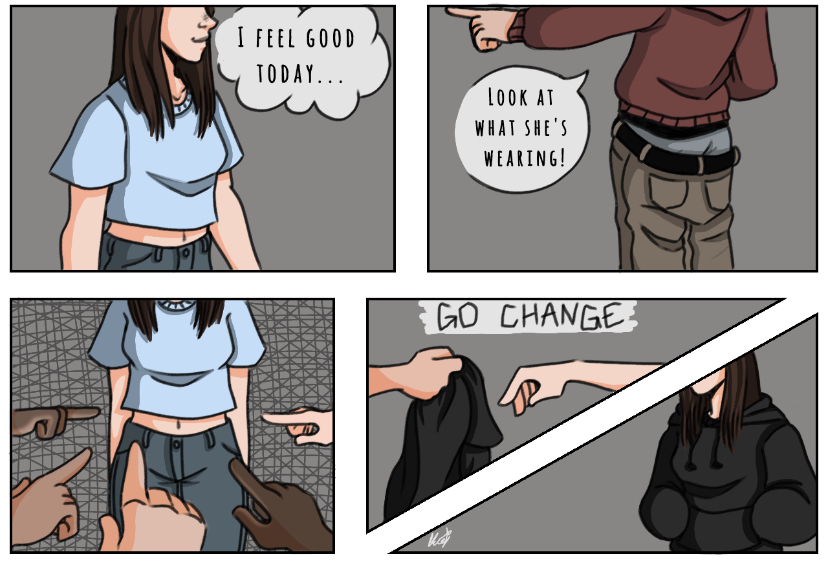 I FEEL GOOD
TODAY...
LOOK AT
WHAT SHE'S
WEARING!
GO CHANGE